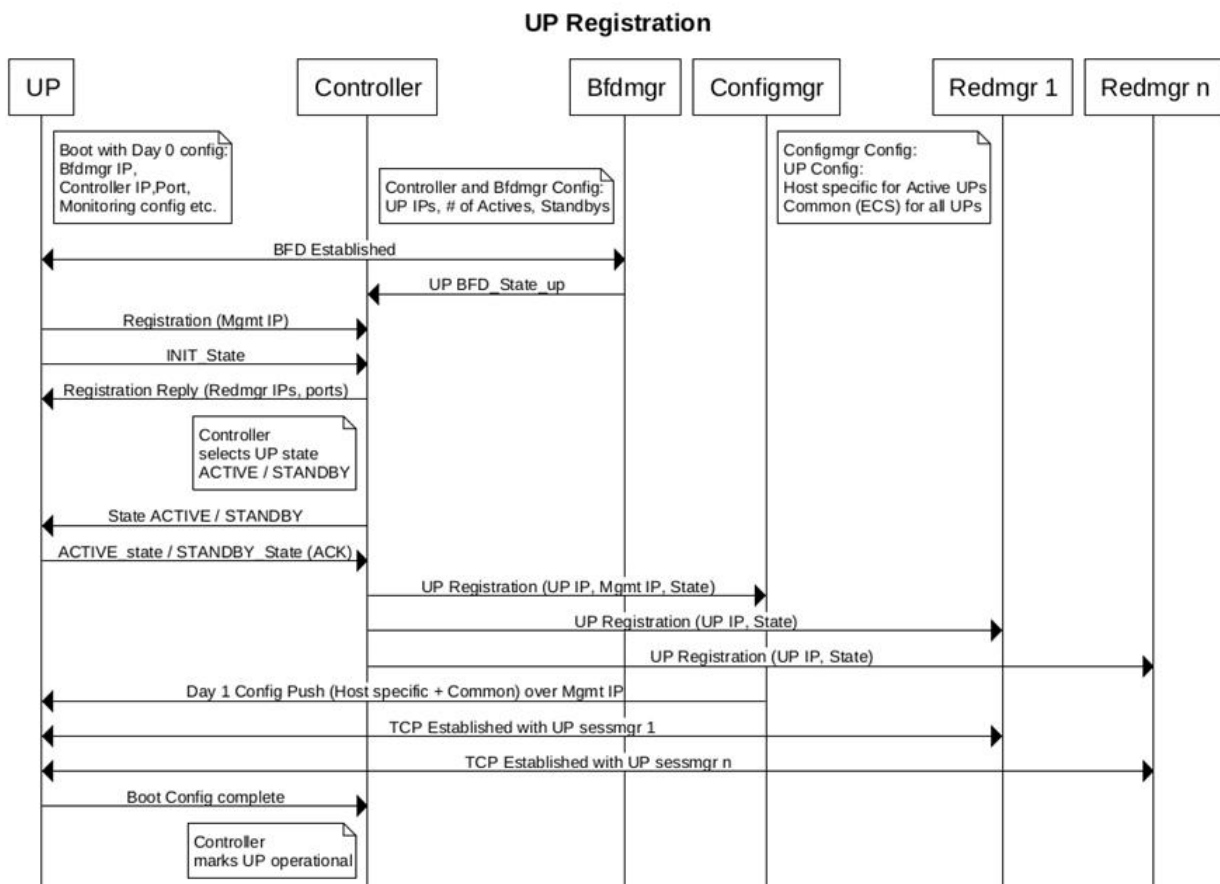 UP Registration
UP
Controller
Bfdmgr
Configmgr
Redmgr 1
Redmgr n
Boot with Day 0 config:
Bfdmgr IP,
Controller IP,Port,
Monitoring config etc.
Controller and Bfdmgr Config:
UP IPs, # of Actives, Standbys
Configmgr Config:
UP Config:
Host specific for Active UPs
Common (ECS) for all UPs
BFD Established
UP BFD_State_up
Registration (Mgmt IP)
INIT_State
Registration Reply (Redmgr IPs, ports)
Controller
selects UP state
ACTIVE / STANDBY
State ACTIVE / STANDBY
ACTIVE_state / STANDBY_State (ACK)
UP Registration (UP IP, Mgmt IP, State)
UP Registration (UP IP, State)
UP Registration (UP IP, State)
Day 1 Config Push (Host specific + Common) over Mgmt IP
TCP Established with UP sessmgr 1
TCP Established with UP sessmgr n
Boot Config complete
Controller
marks UP operational